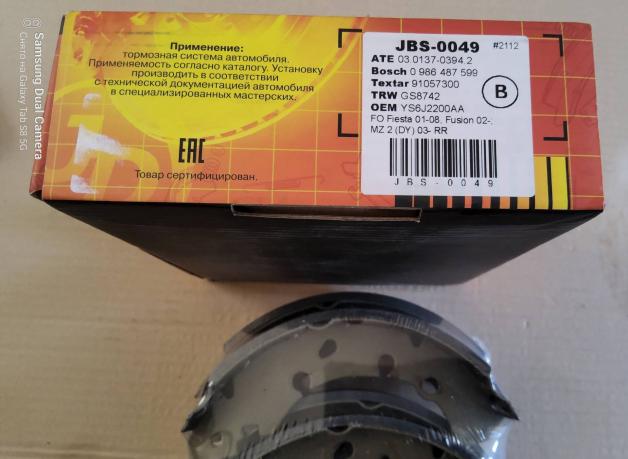 Применение:
тормозная система автомобиля.
Применяемость согласно каталогу. Установку
производить в соответствии
с технической документацией автомобиля
в специализированных мастерских.
EAC
Товар сертифицирован.
JBS-0049 #2112
ATE 03.0137-0394.2
Bosch 0 986 487 599
Textar 91057300
TRW GS8742
OEM YS6J2200AA
B
FO Fiesta 01-08, Fusion 02-;
MZ 2 (DY) 03- RR
JBS-0049
Samsung Dual Camera
Снято на Galaxy Tab S8 5G